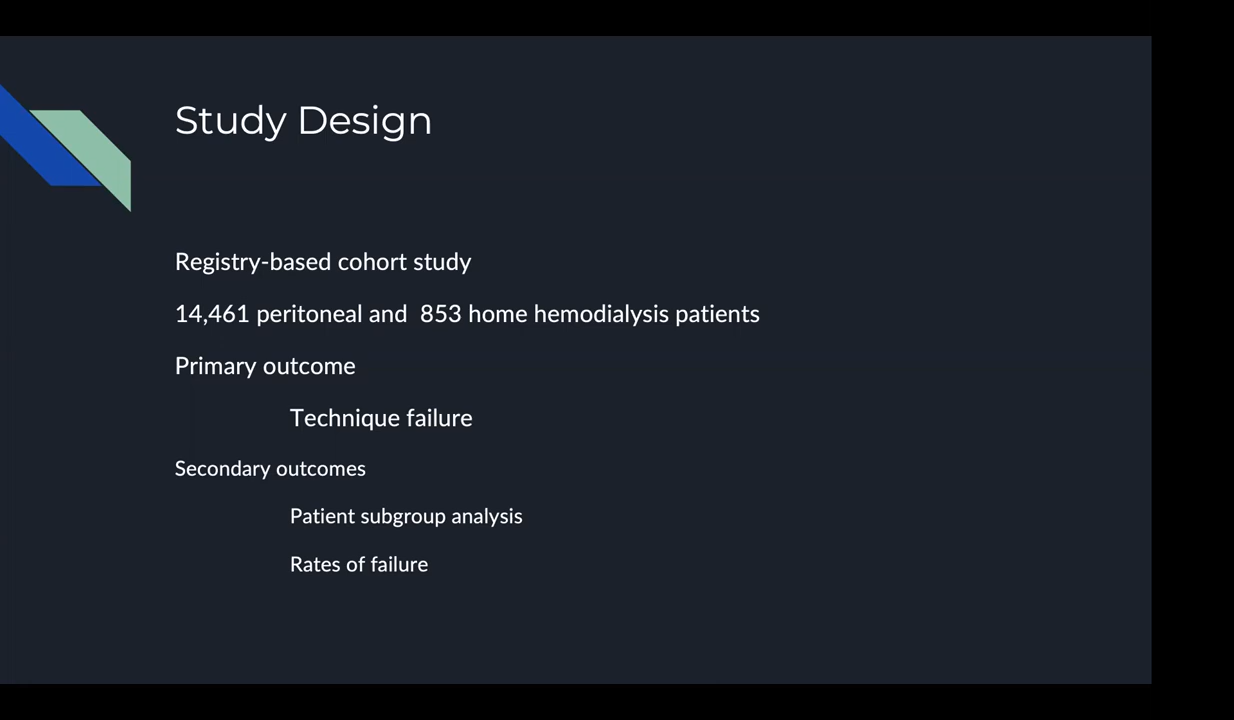 Study Design
Registry-based cohort study
14,461 peritoneal and  853 home hemodialysis patients
Primary outcome
Technique failure
Secondary outcomes
Patient subgroup analysis
Rates of failure